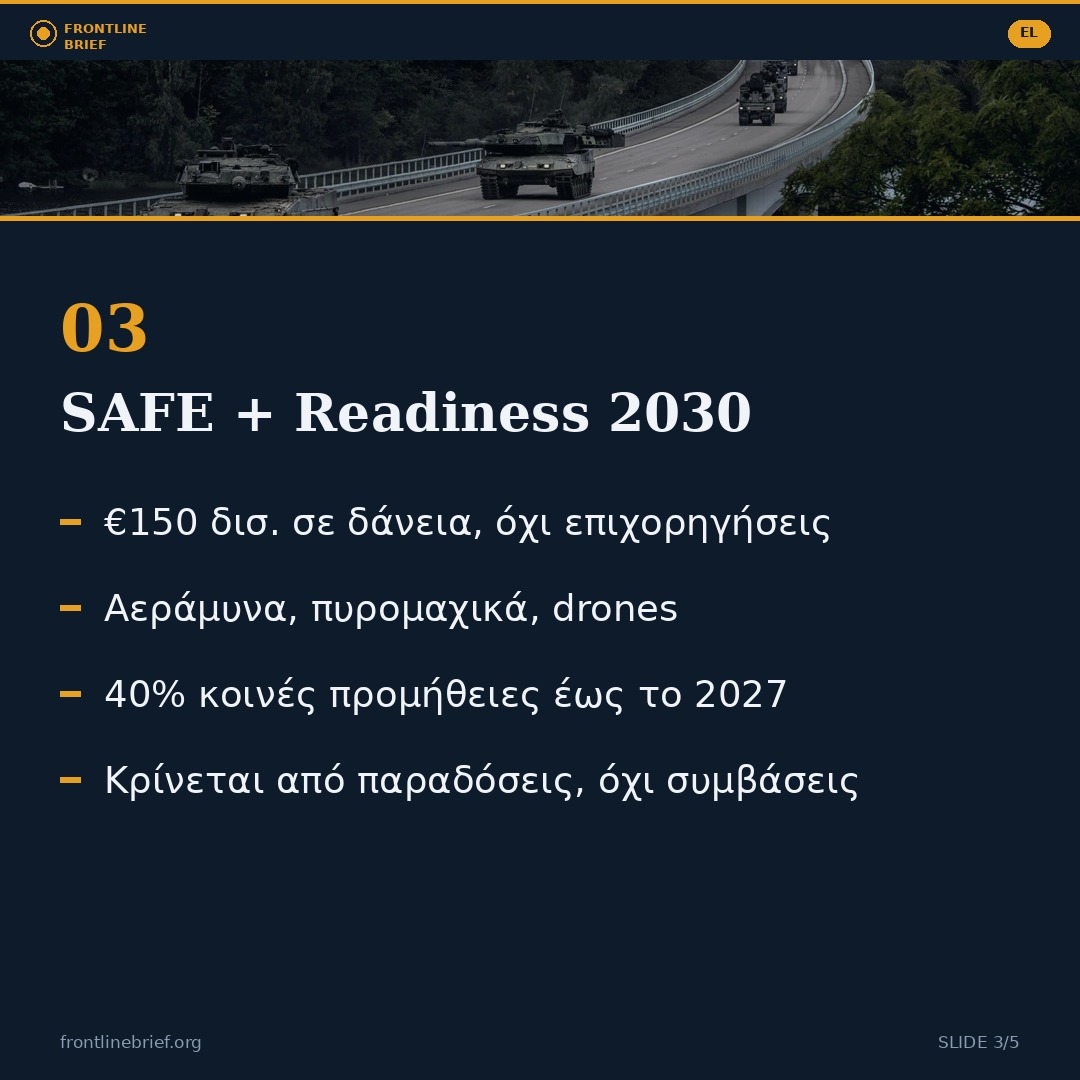 FRONTLINE
BRIEF
EL
03
SAFE + Readiness 2030
€150 δισ. σε δάνεια, όχι επιχορηγήσεις
Αεράμυνα, πυρομαχικά, drones
40% κοινές προμήθειες έως το 2027
Κρίνεται από παραδόσεις, όχι συμβάσεις
frontlinebrief.org
SLIDE 3/5